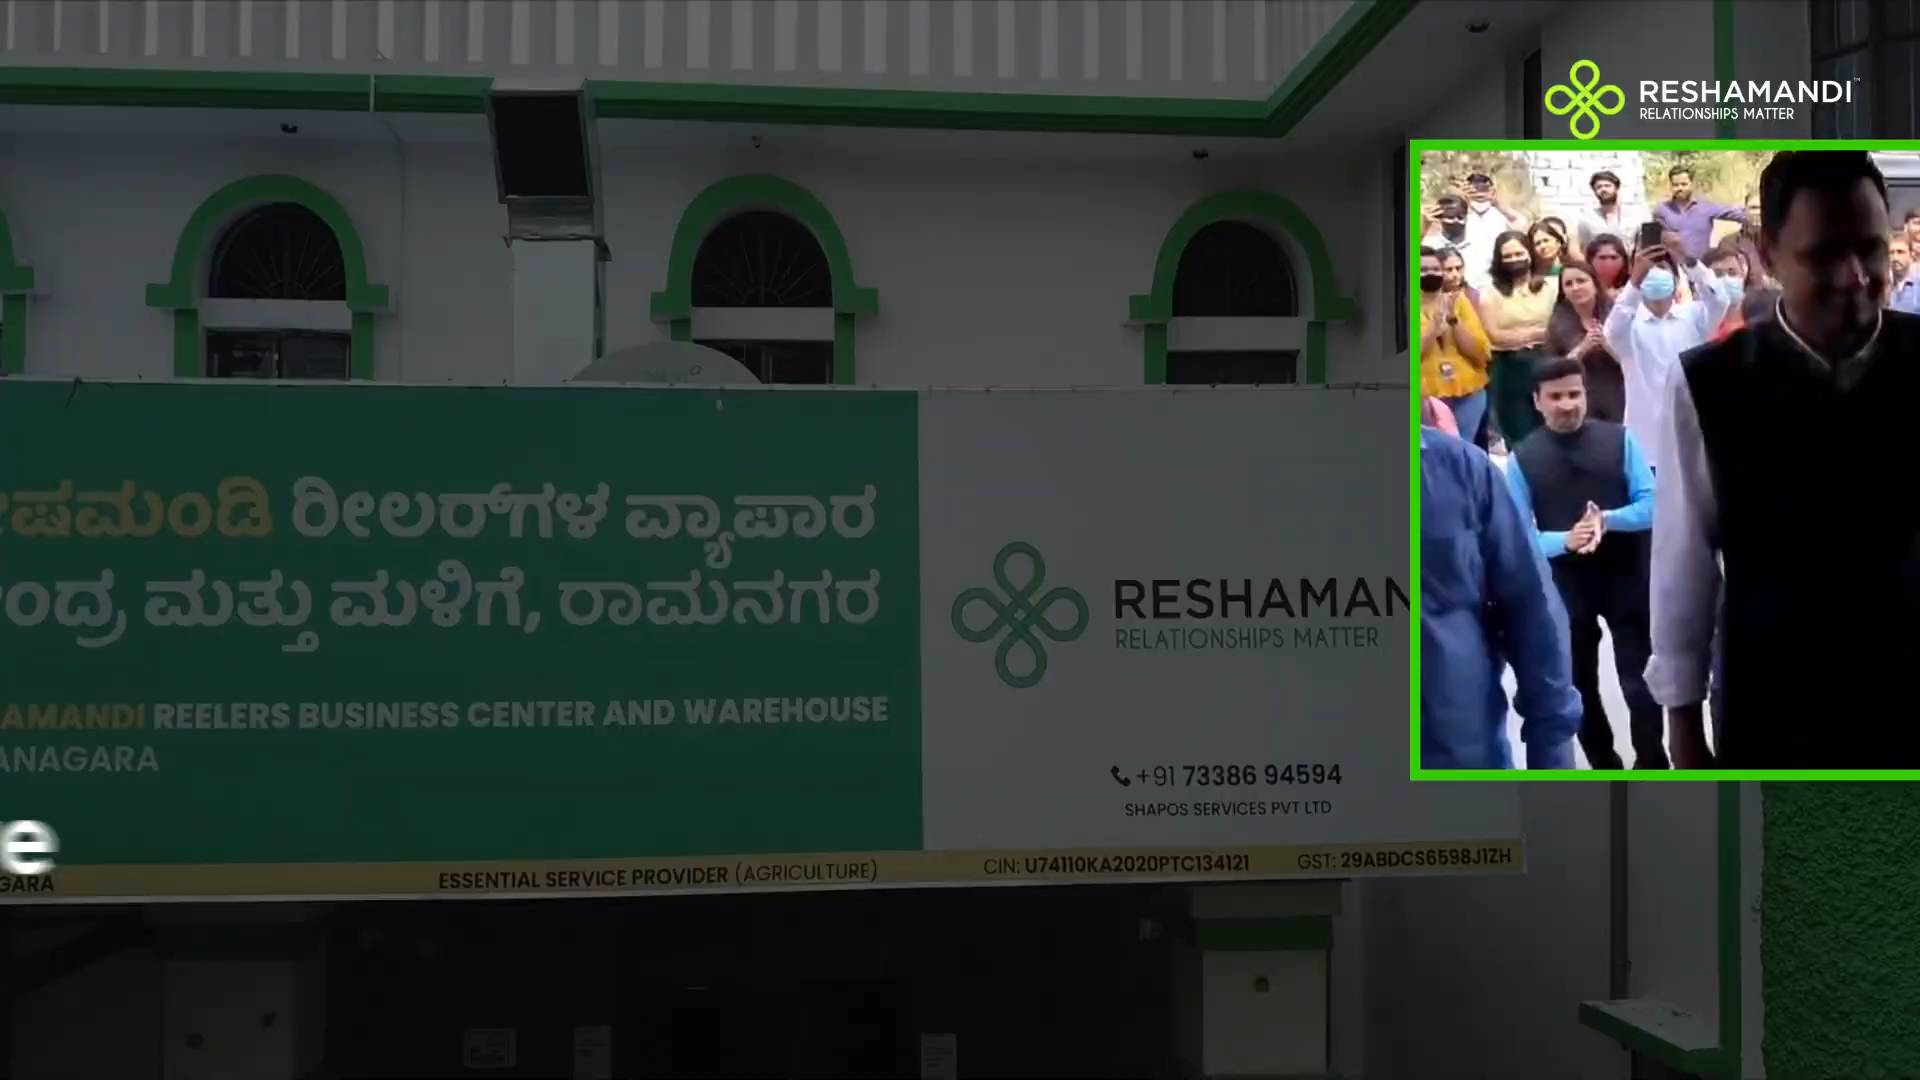 RESHAMANDI™
RELATIONSHIPS MATTER
ಷಮಂಡಿ ರೀಲರ್‌ಗಳ ವ್ಯಾಪಾರ
ಂದ್ರ ಮತ್ತು ಮಳಿಗೆ, ರಾಮನಗರ
AMANDI REELERS BUSINESS CENTER AND WAREHOUSE
ANAGARA
RESHAMAN
RELATIONSHIPS MATTER
+91 73386 94594
SHAPOS SERVICES PVT LTD
e
GARA
ESSENTIAL SERVICE PROVIDER (AGRICULTURE)
CIN: U74110KA2020PTC134121
GST: 29ABDCS6598J1ZH